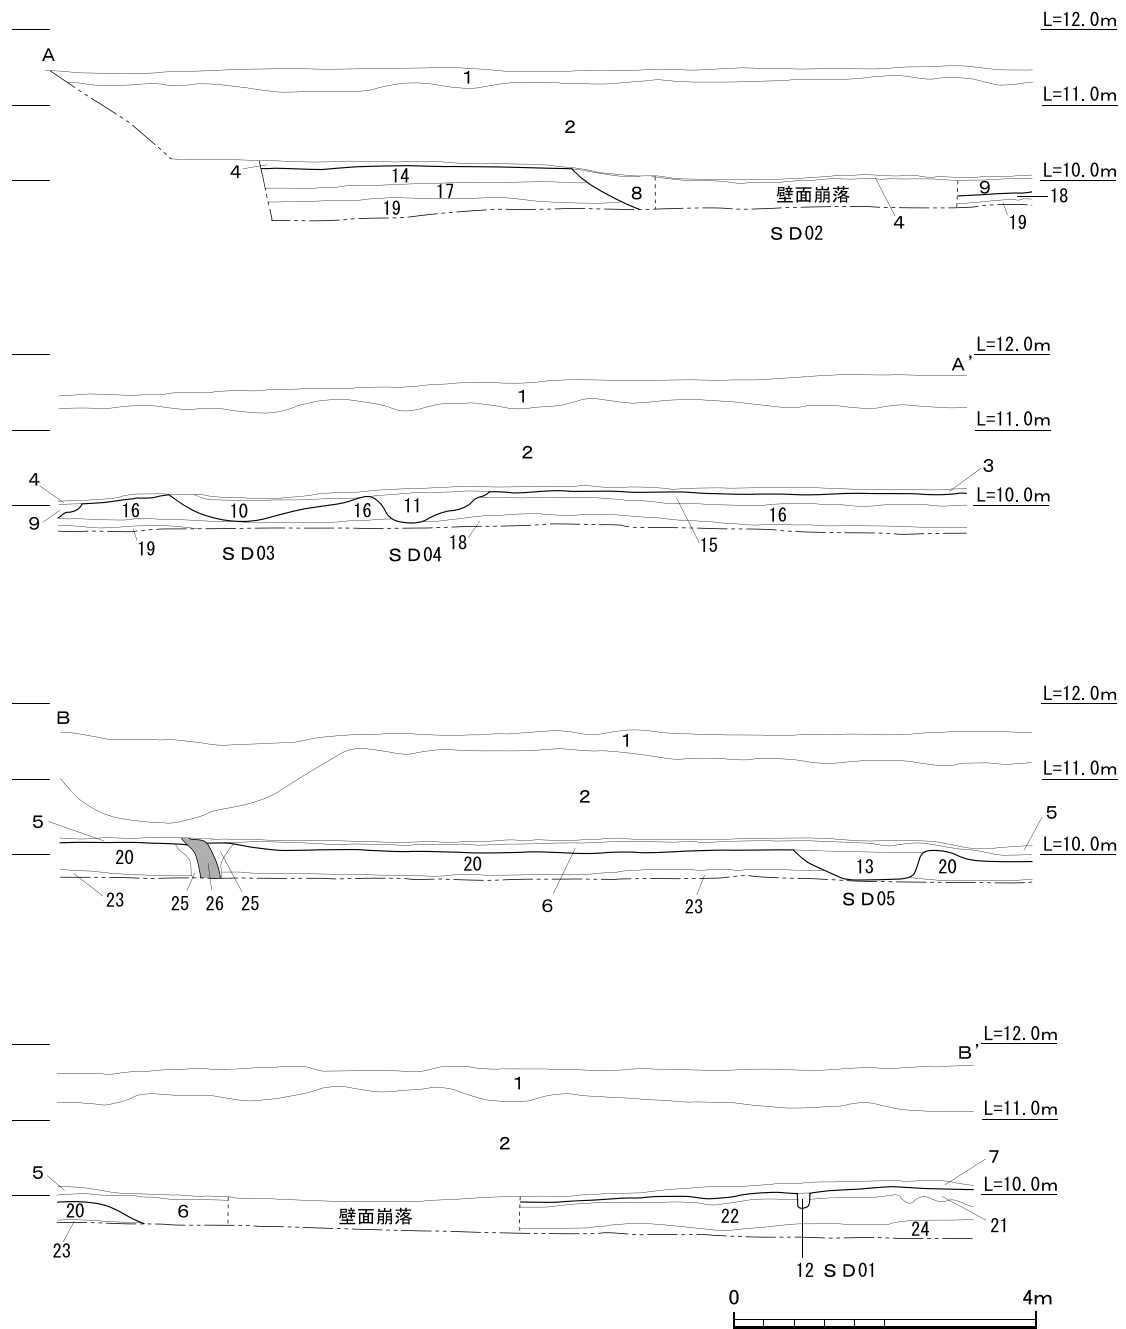 L=12.0m
A
1
L=11.0m
2
L=10.0m
4
14
17
8
壁面崩落
9
18
19
4
19
SD02
L=12.0m
A'
1
L=11.0m
2
3
4
L=10.0m
9
16
10
16
11
16
19
SD03
SD04
18
15
L=12.0m
B
1
L=11.0m
2
5
5
L=10.0m
20
20
13
20
23
25
26
25
6
23
SD05
L=12.0m
B'
1
L=11.0m
2
7
5
L=10.0m
20
6
壁面崩落
22
24
21
23
12 SD01
0 4m